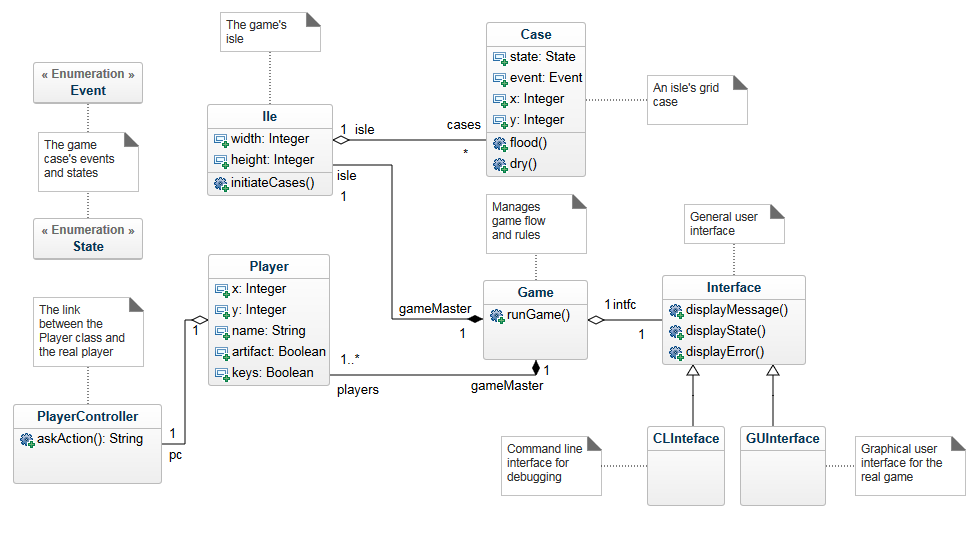 The game's
isle
Case
state: State
event: Event
x: Integer
y: Integer
flood()
dry()
An isle's grid
case
« Enumeration »
Event
The game
case's events
and states
« Enumeration »
State
Ile
width: Integer
height: Integer
initiateCases()
1 isle
cases
*
isle
1
Manages
game flow
and rules
General user
interface
Player
x: Integer
y: Integer
name: String
artifact: Boolean
keys: Boolean
Game
runGame()
Interface
displayMessage()
displayState()
displayError()
gameMaster
1
1 intfc
1
1..*
players
1
gameMaster
The link
between the
Player class and
the real player
1
PlayerController
askAction(): String
1
pc
CLInteface
GUInterface
Command line
interface for
debugging
Graphical user
interface for the
real game